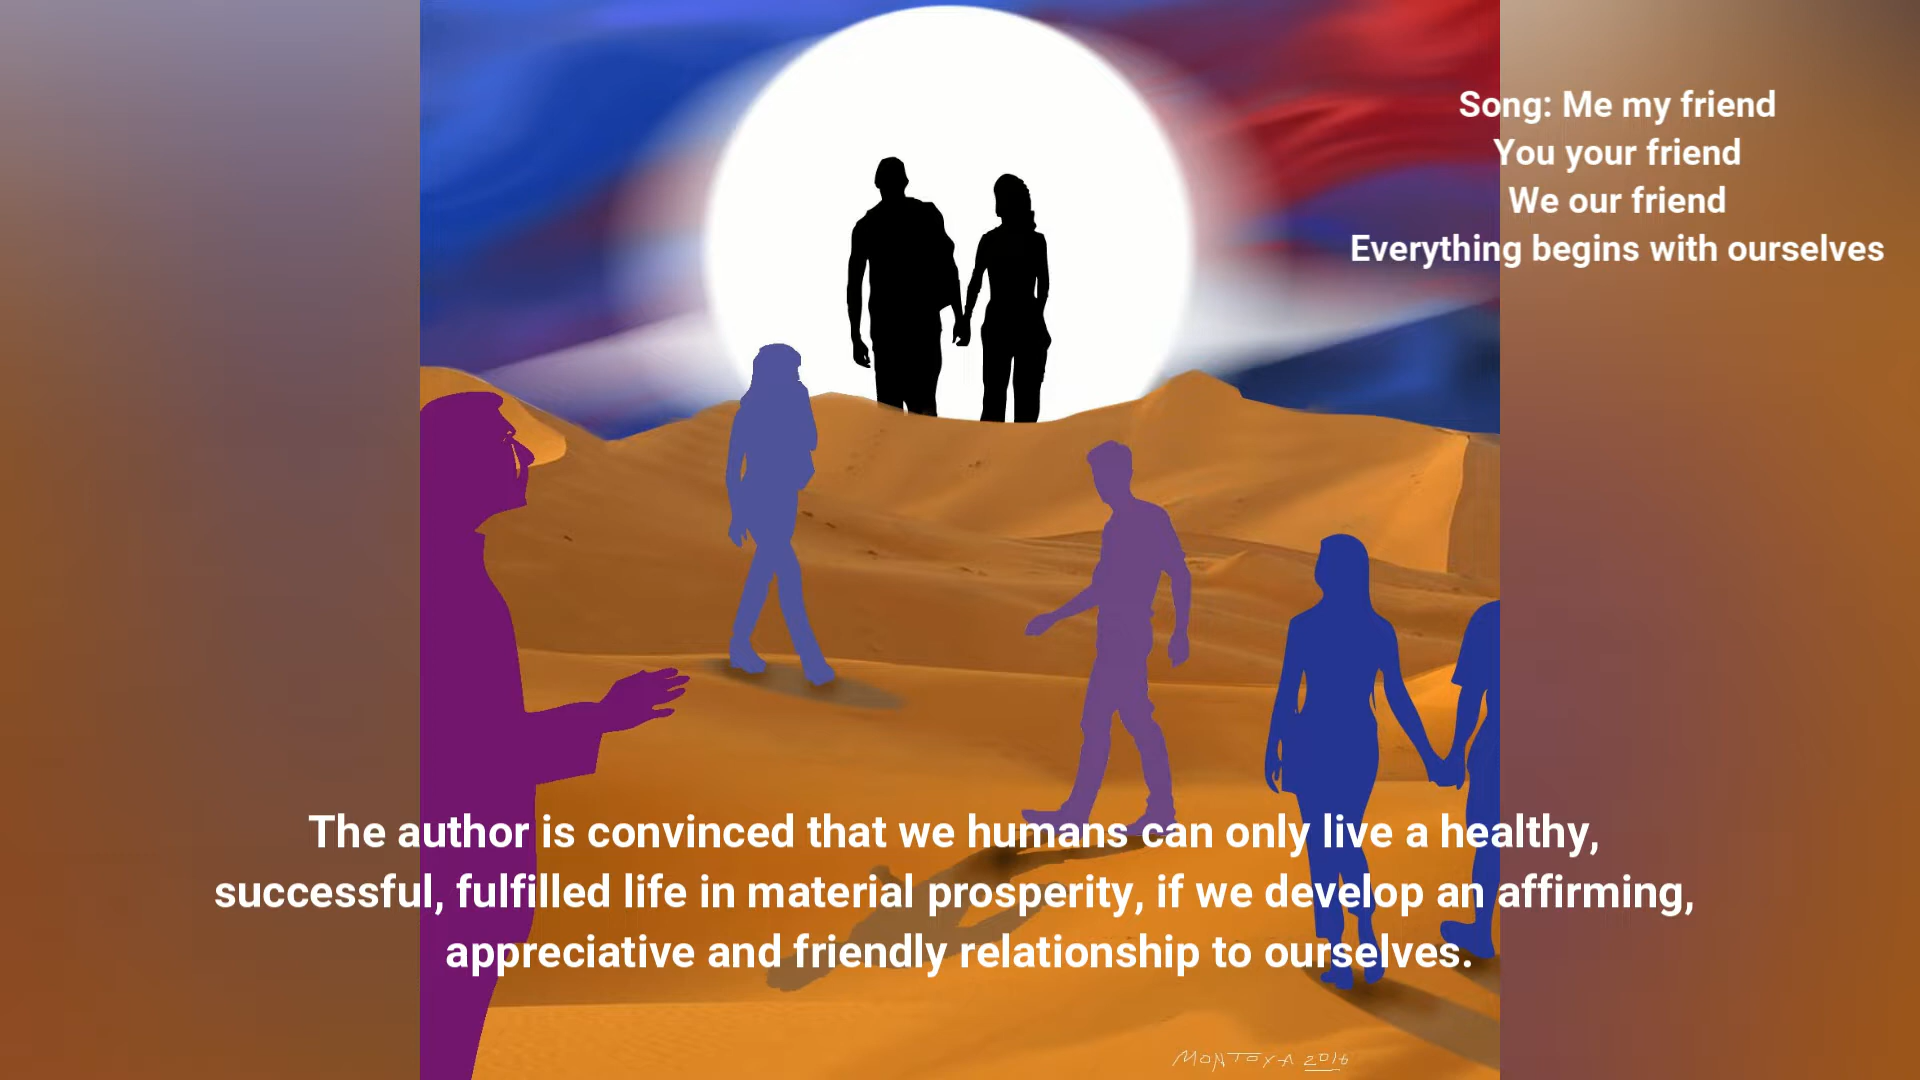 Song: Me my friend
You your friend
We our friend
Everything begins with ourselves
The author is convinced that we humans can only live a healthy,
successful, fulfilled life in material prosperity, if we develop an affirming,
appreciative and friendly relationship to ourselves.
MONTOYA 2016